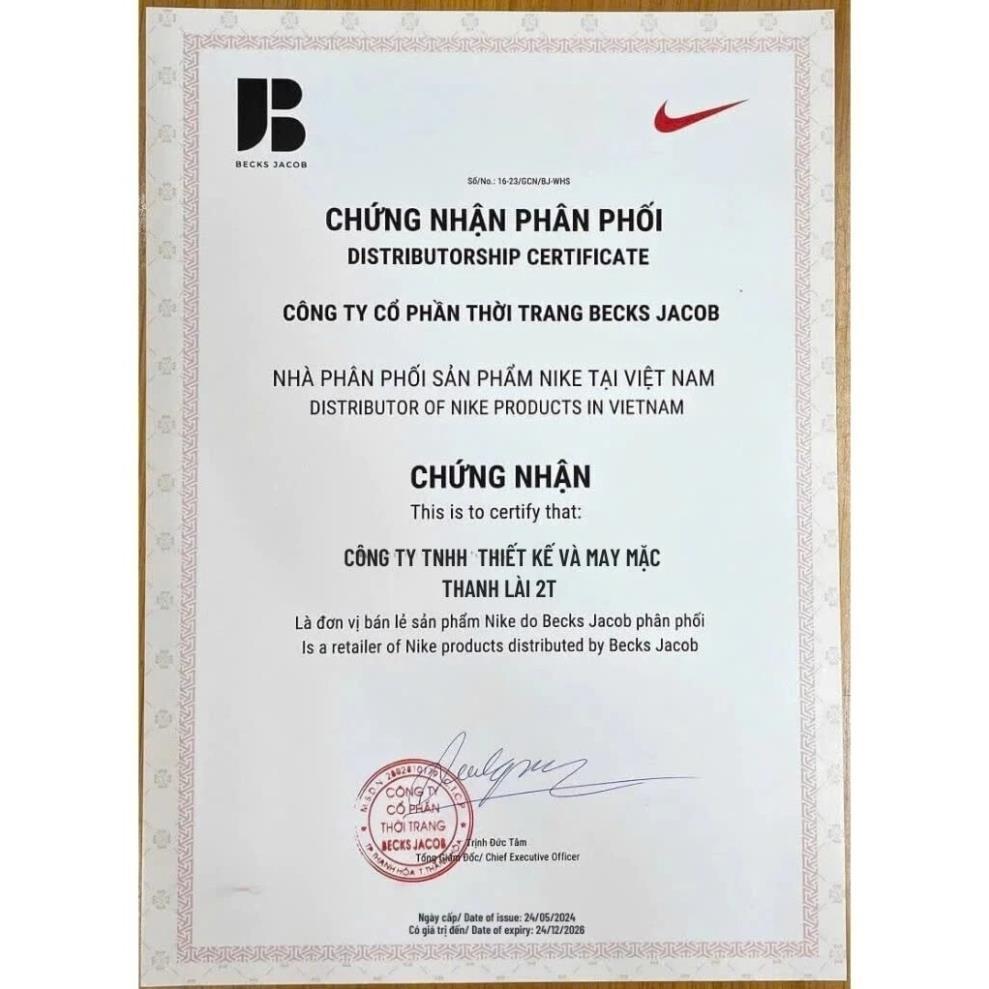 BECKS JACOB
Số/No.: 16-23/GCN/BJ-WHS
CHỨNG NHẬN PHÂN PHỐI
DISTRIBUTORSHIP CERTIFICATE
CÔNG TY CỔ PHẦN THỜI TRANG BECKS JACOB
NHÀ PHÂN PHỐI SẢN PHẨM NIKE TẠI VIỆT NAM
DISTRIBUTOR OF NIKE PRODUCTS IN VIETNAM
CHỨNG NHẬN
This is to certify that:
CÔNG TY TNHH THIẾT KẾ VÀ MAY MẶC
THANH LÀI 2T
Là đơn vị bán lẻ sản phẩm Nike do Becks Jacob phân phối
Is a retailer of Nike products distributed by Becks Jacob
CÔNG TY
CỔ PHẦN
THỜI TRANG
BECKS JACOB
TP THANH HÓA T.THANH HÓA
Trịnh Đức Tâm
Tổng Giám Đốc/ Chief Executive Officer
Ngày cấp/ Date of issue: 24/05/2024
Có giá trị đến/ Date of expiry: 24/12/2026